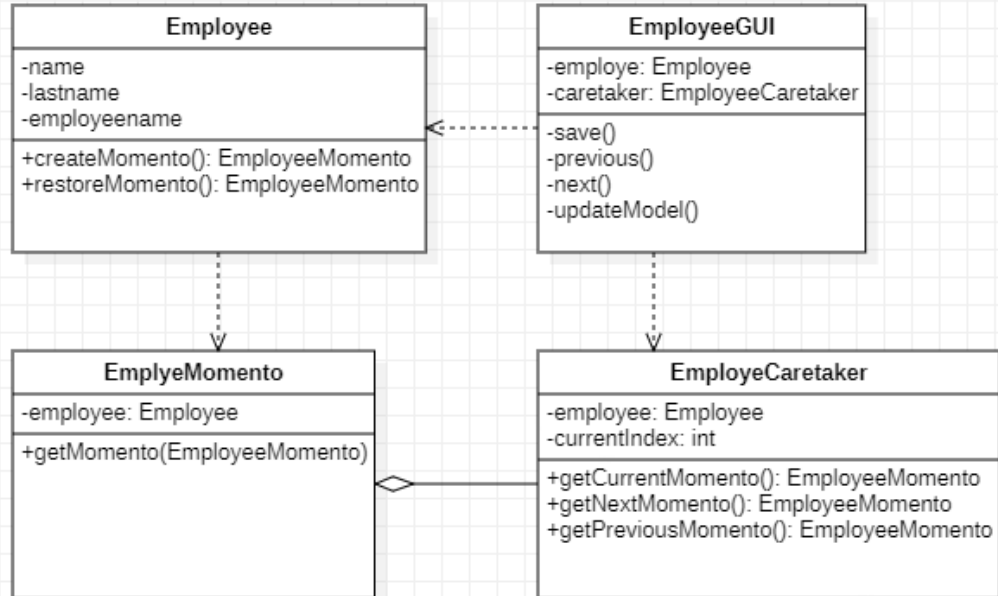 Employee
-name
-lastname
-employeename
+createMomento(): EmployeeMomento
+restoreMomento(): EmployeeMomento
EmployeeGUI
-employe: Employee
-caretaker: EmployeeCaretaker
-save()
-previous()
-next()
-updateModel()
EmplyeMomento
-employee: Employee
+getMomento(EmployeeMomento)
EmployeCaretaker
-employee: Employee
-currentIndex: int
+getCurrentMomento(): EmployeeMomento
+getNextMomento(): EmployeeMomento
+getPreviousMomento(): EmployeeMomento